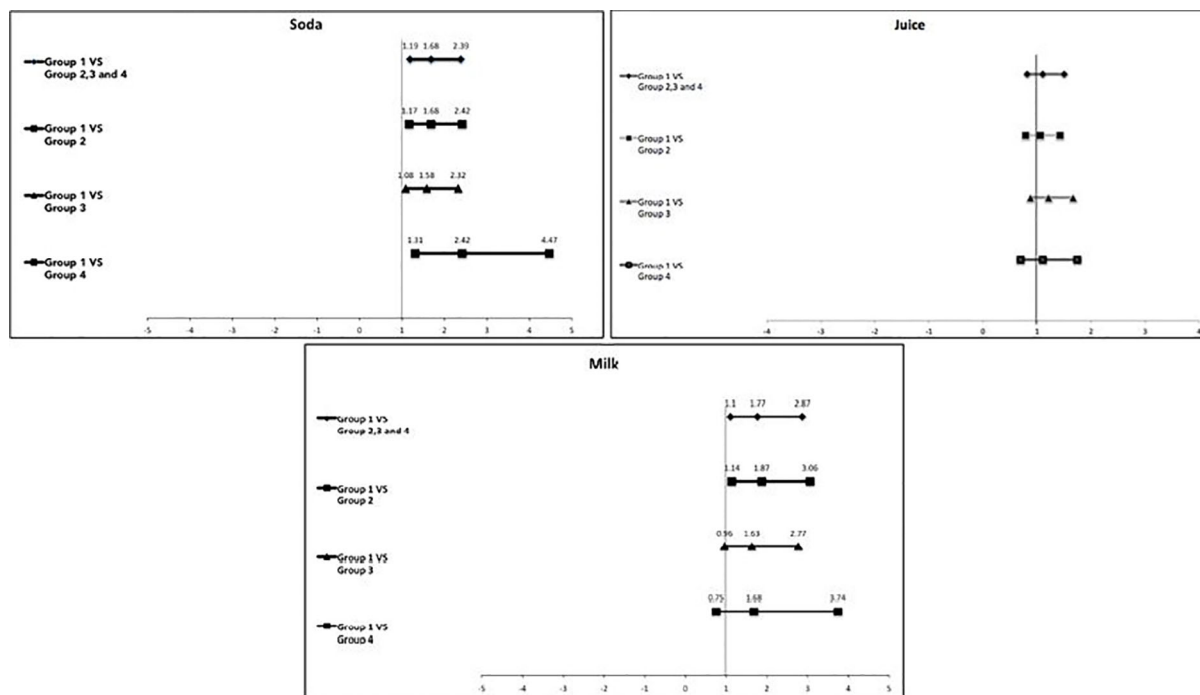 Soda
Group 1 VS
Group 2,3 and 4
1.19 1.68 2.39
Group 1 VS
Group 2
1.17 1.68 2.42
Group 1 VS
Group 3
1.08 1.58 2.32
Group 1 VS
Group 4
1.31 2.42 4.47
-5 -4 -3 -2 -1 0 1 2 3 4 5
Juice
Group 1 VS
Group 2,3 and 4
Group 1 VS
Group 2
Group 1 VS
Group 3
Group 1 VS
Group 4
-4 -3 -2 -1 0 1 2 3 4
Milk
Group 1 VS
Group 2,3 and 4
1.1 1.77 2.87
Group 1 VS
Group 2
1.14 1.87 3.06
Group 1 VS
Group 3
0.96 1.63 2.77
Group 1 VS
Group 4
0.75 1.68 3.74
-5 -4 -3 -2 -1 0 1 2 3 4 5